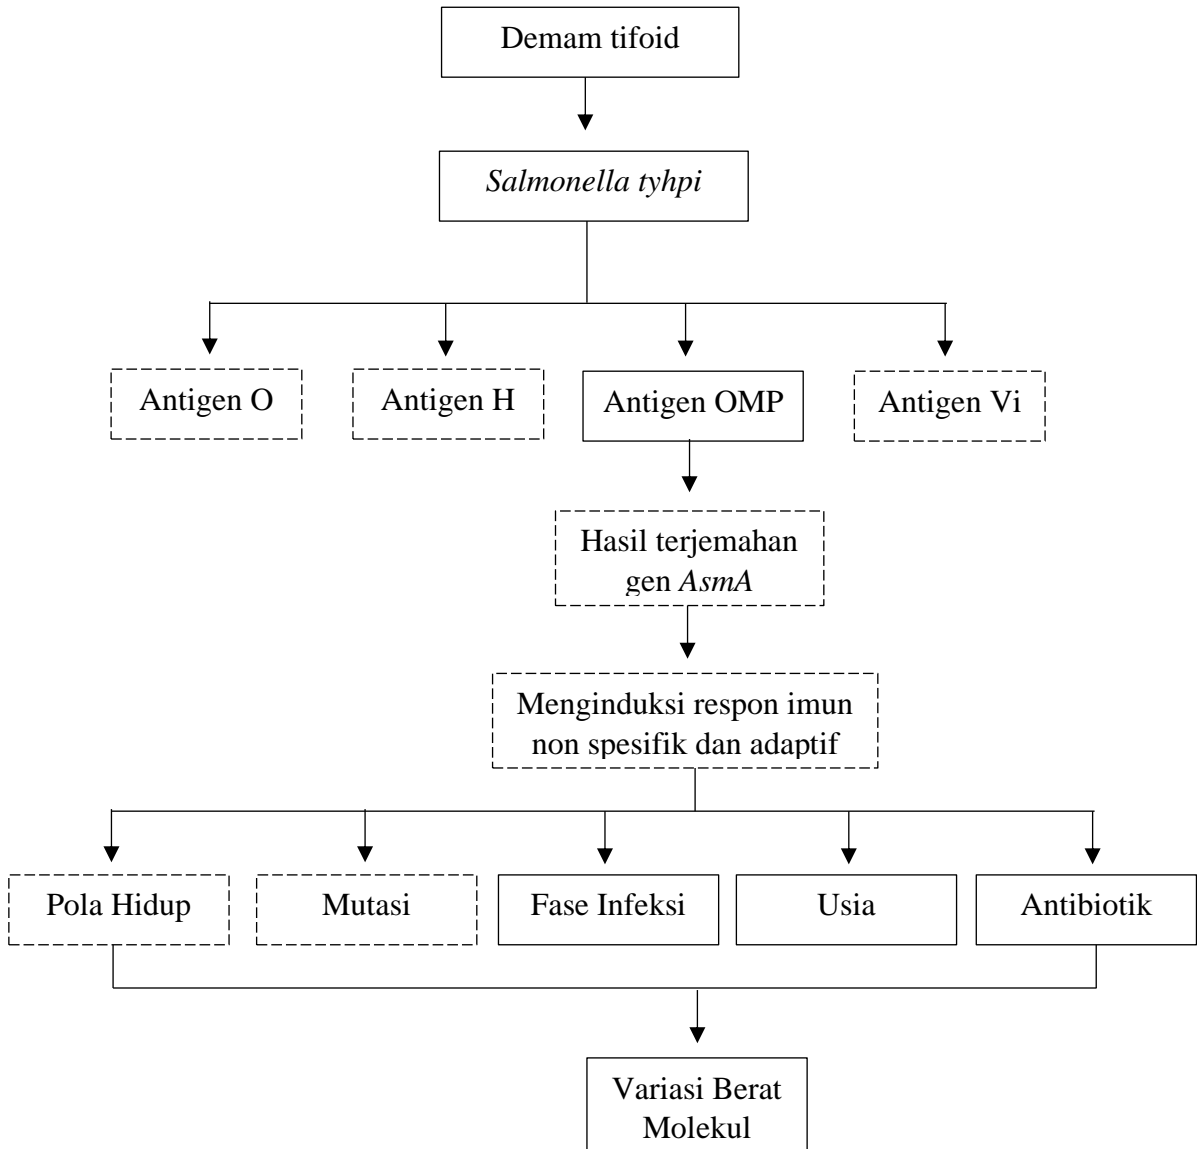 Demam tifoid
Salmonella tyhpi
Antigen O
Antigen H
Antigen OMP
Antigen Vi
Hasil terjemahan
gen AsmA
Menginduksi respon imun
non spesifik dan adaptif
Pola Hidup
Mutasi
Fase Infeksi
Usia
Antibiotik
Variasi Berat
Molekul